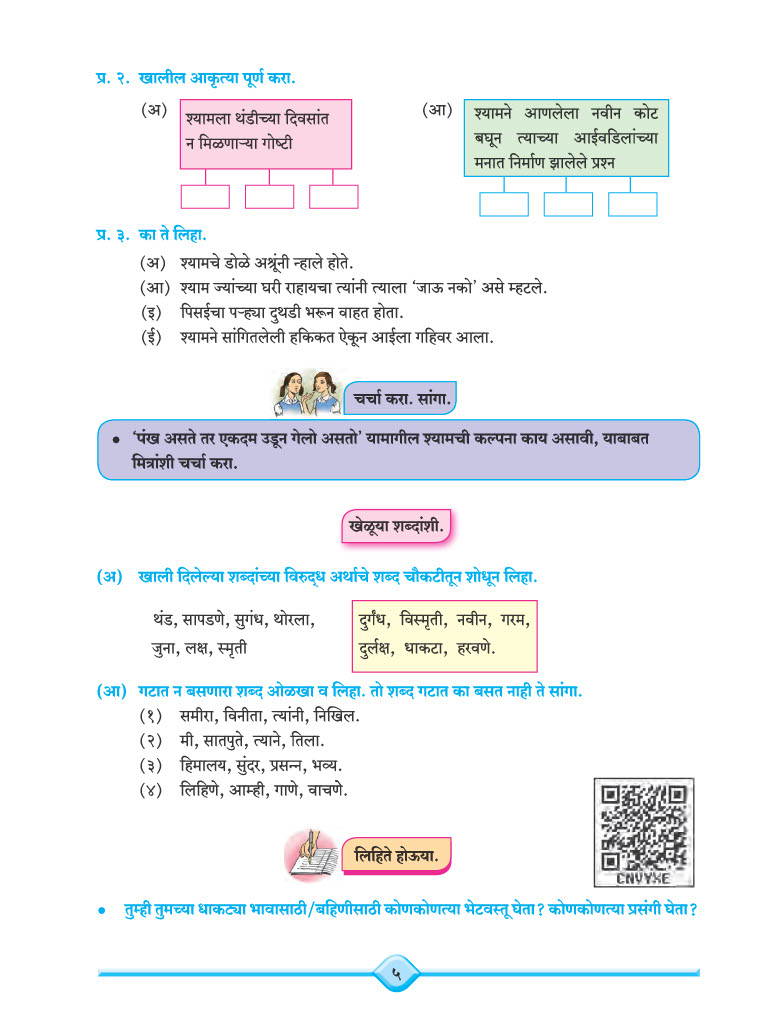 प्र. २. खालील आकृत्या पूर्ण करा.
(अ) श्यामला थंडीच्या दिवसांत
न मिळणाऱ्या गोष्टी
(आ) श्यामने आणलेला नवीन कोट
बघून त्याच्या आईवडिलांच्या
मनात निर्माण झालेले प्रश्न
प्र. ३. का ते लिहा.
(अ) श्यामचे डोळे अश्रूंनी न्हाले होते.
(आ) श्याम ज्यांच्या घरी राहायचा त्यांनी त्याला ‘जाऊ नको’ असे म्हटले.
(इ) पिसईचा पऱ्ह्या दुथडी भरून वाहत होता.
(ई) श्यामने सांगितलेली हकिकत ऐकून आईला गहिवर आला.
चर्चा करा. सांगा.
• ‘पंख असते तर एकदम उडून गेलो असतो’ यामागील श्यामची कल्पना काय असावी, याबाबत
मित्रांशी चर्चा करा.
खेळूया शब्दांशी.
(अ) खाली दिलेल्या शब्दांच्या विरुद्ध अर्थाचे शब्द चौकटीतून शोधून लिहा.
थंड, सापडणे, सुगंध, थोरला,
जुना, लक्ष, स्मृती
दुर्गंध, विस्मृती, नवीन, गरम,
दुर्लक्ष, धाकटा, हरवणे.
(आ) गटात न बसणारा शब्द ओळखा व लिहा. तो शब्द गटात का बसत नाही ते सांगा.
(१) समीरा, विनीता, त्यांनी, निखिल.
(२) मी, सातपुते, त्याने, तिला.
(३) हिमालय, सुंदर, प्रसन्न, भव्य.
(४) लिहिणे, आम्ही, गाणे, वाचणे.
CNVYXE
लिहिते होऊया.
• तुम्ही तुमच्या धाकट्या भावासाठी/बहिणीसाठी कोणकोणत्या भेटवस्तू घेता? कोणकोणत्या प्रसंगी घेता?
५